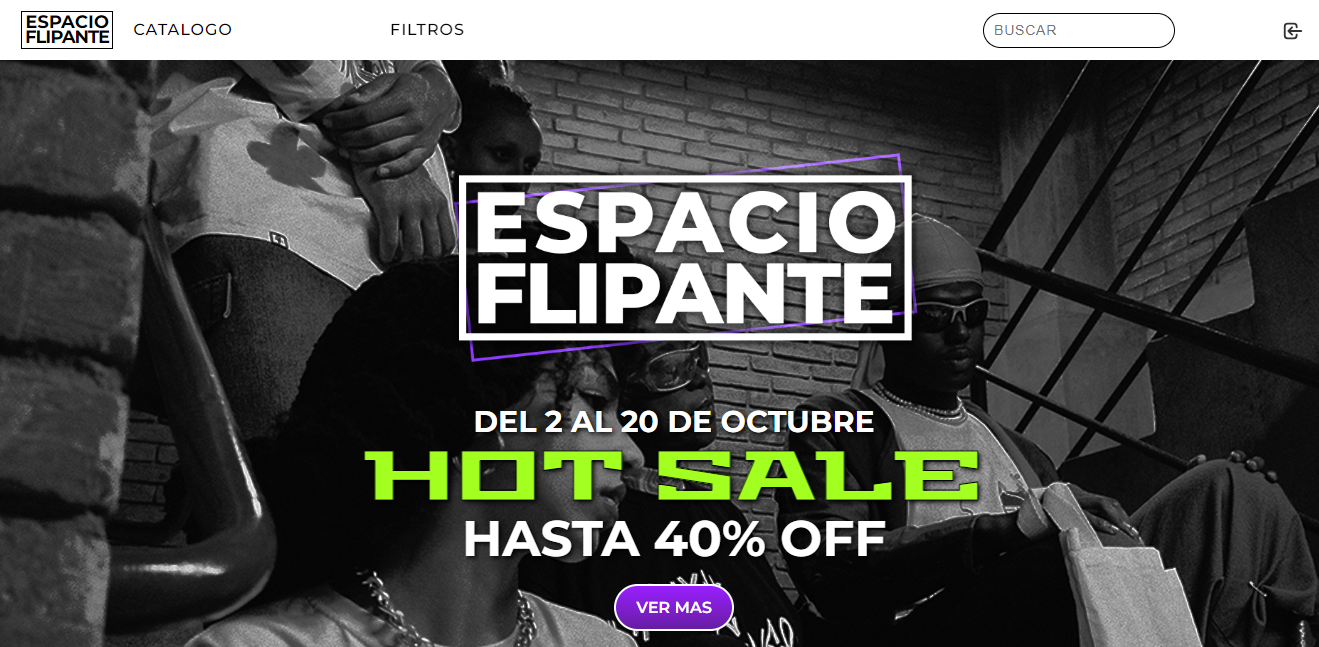 ESPACIO
FLIPANTE
CATALOGO
FILTROS
BUSCAR
ESPACIO
FLIPANTE
DEL 2 AL 20 DE OCTUBRE
HOT SALE
HASTA 40% OFF
VER MAS